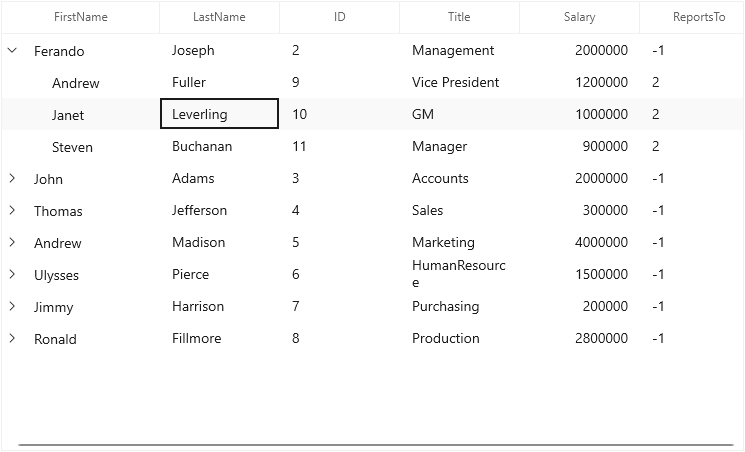 FirstName LastName ID Title Salary ReportsTo
Ferando Joseph 2 Management 2000000 -1
Andrew Fuller 9 Vice President 1200000 2
Janet Leverling 10 GM 1000000 2
Steven Buchanan 11 Manager 900000 2
John Adams 3 Accounts 2000000 -1
Thomas Jefferson 4 Sales 300000 -1
Andrew Madison 5 Marketing 4000000 -1
Ulysses Pierce 6 HumanResourc 1500000 -1
e
Jimmy Harrison 7 Purchasing 200000 -1
Ronald Fillmore 8 Production 2800000 -1